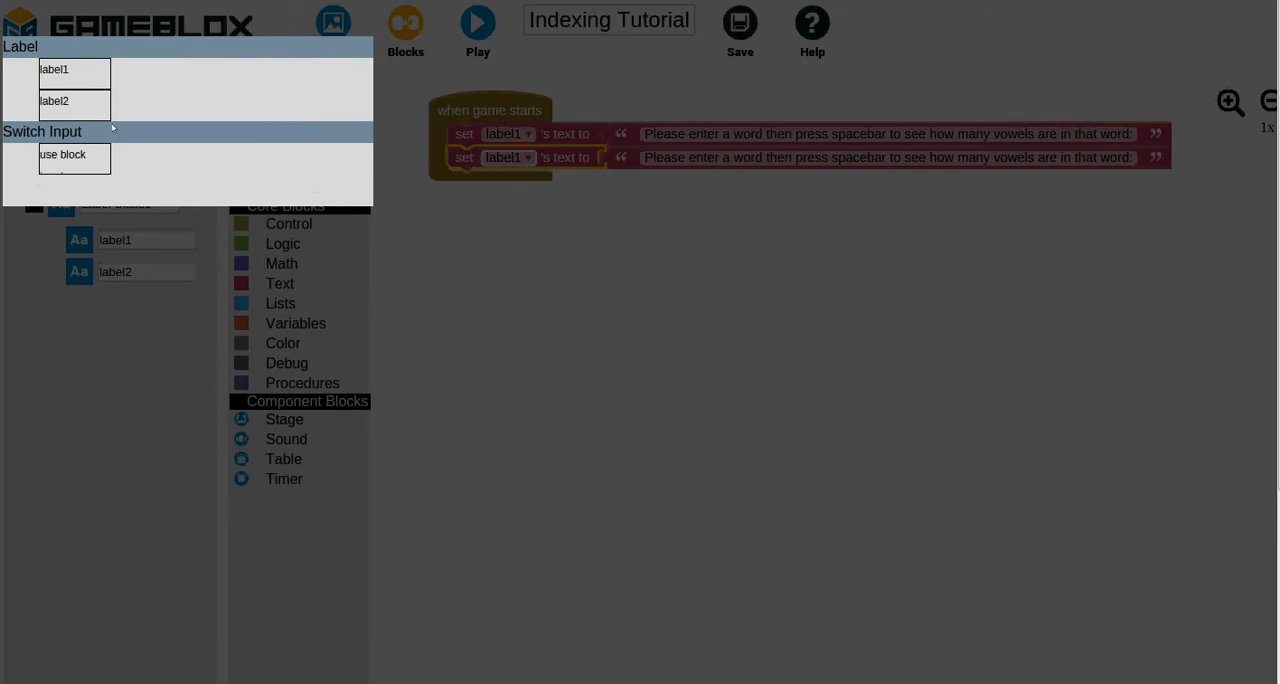 GAMEBLOX
Indexing Tutorial
Blocks
Play
Save
Help
Label
label1
label2
Switch Input
use block
label1
label2
Core Blocks
Control
Logic
Math
Text
Lists
Variables
Color
Debug
Procedures
Component Blocks
Stage
Sound
Table
Timer
when game starts
set label1 's text to “ Please enter a word then press spacebar to see how many vowels are in that word: ”
set label1 's text to “ Please enter a word then press spacebar to see how many vowels are in that word: ”
1x